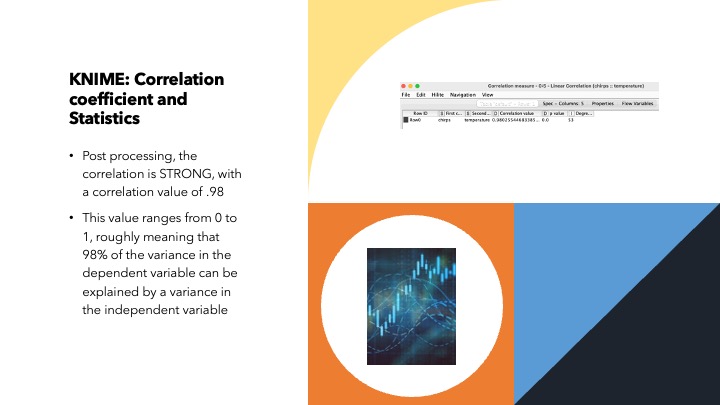 KNIME: Correlation
coefficient and
Statistics
• Post processing, the
correlation is STRONG, with
a correlation value of .98
• This value ranges from 0 to
1, roughly meaning that
98% of the variance in the
dependent variable can be
explained by a variance in
the independent variable
Correlation measure - 0:5 - Linear Correlation (chirps :: temperature)
File Edit Hilite Navigation View
Spec - Columns: 5 Properties Flow Variables
Row ID S First c... S Second... D Correlation value D p value I Degre...
Row0 chirps temperature 0.0 53